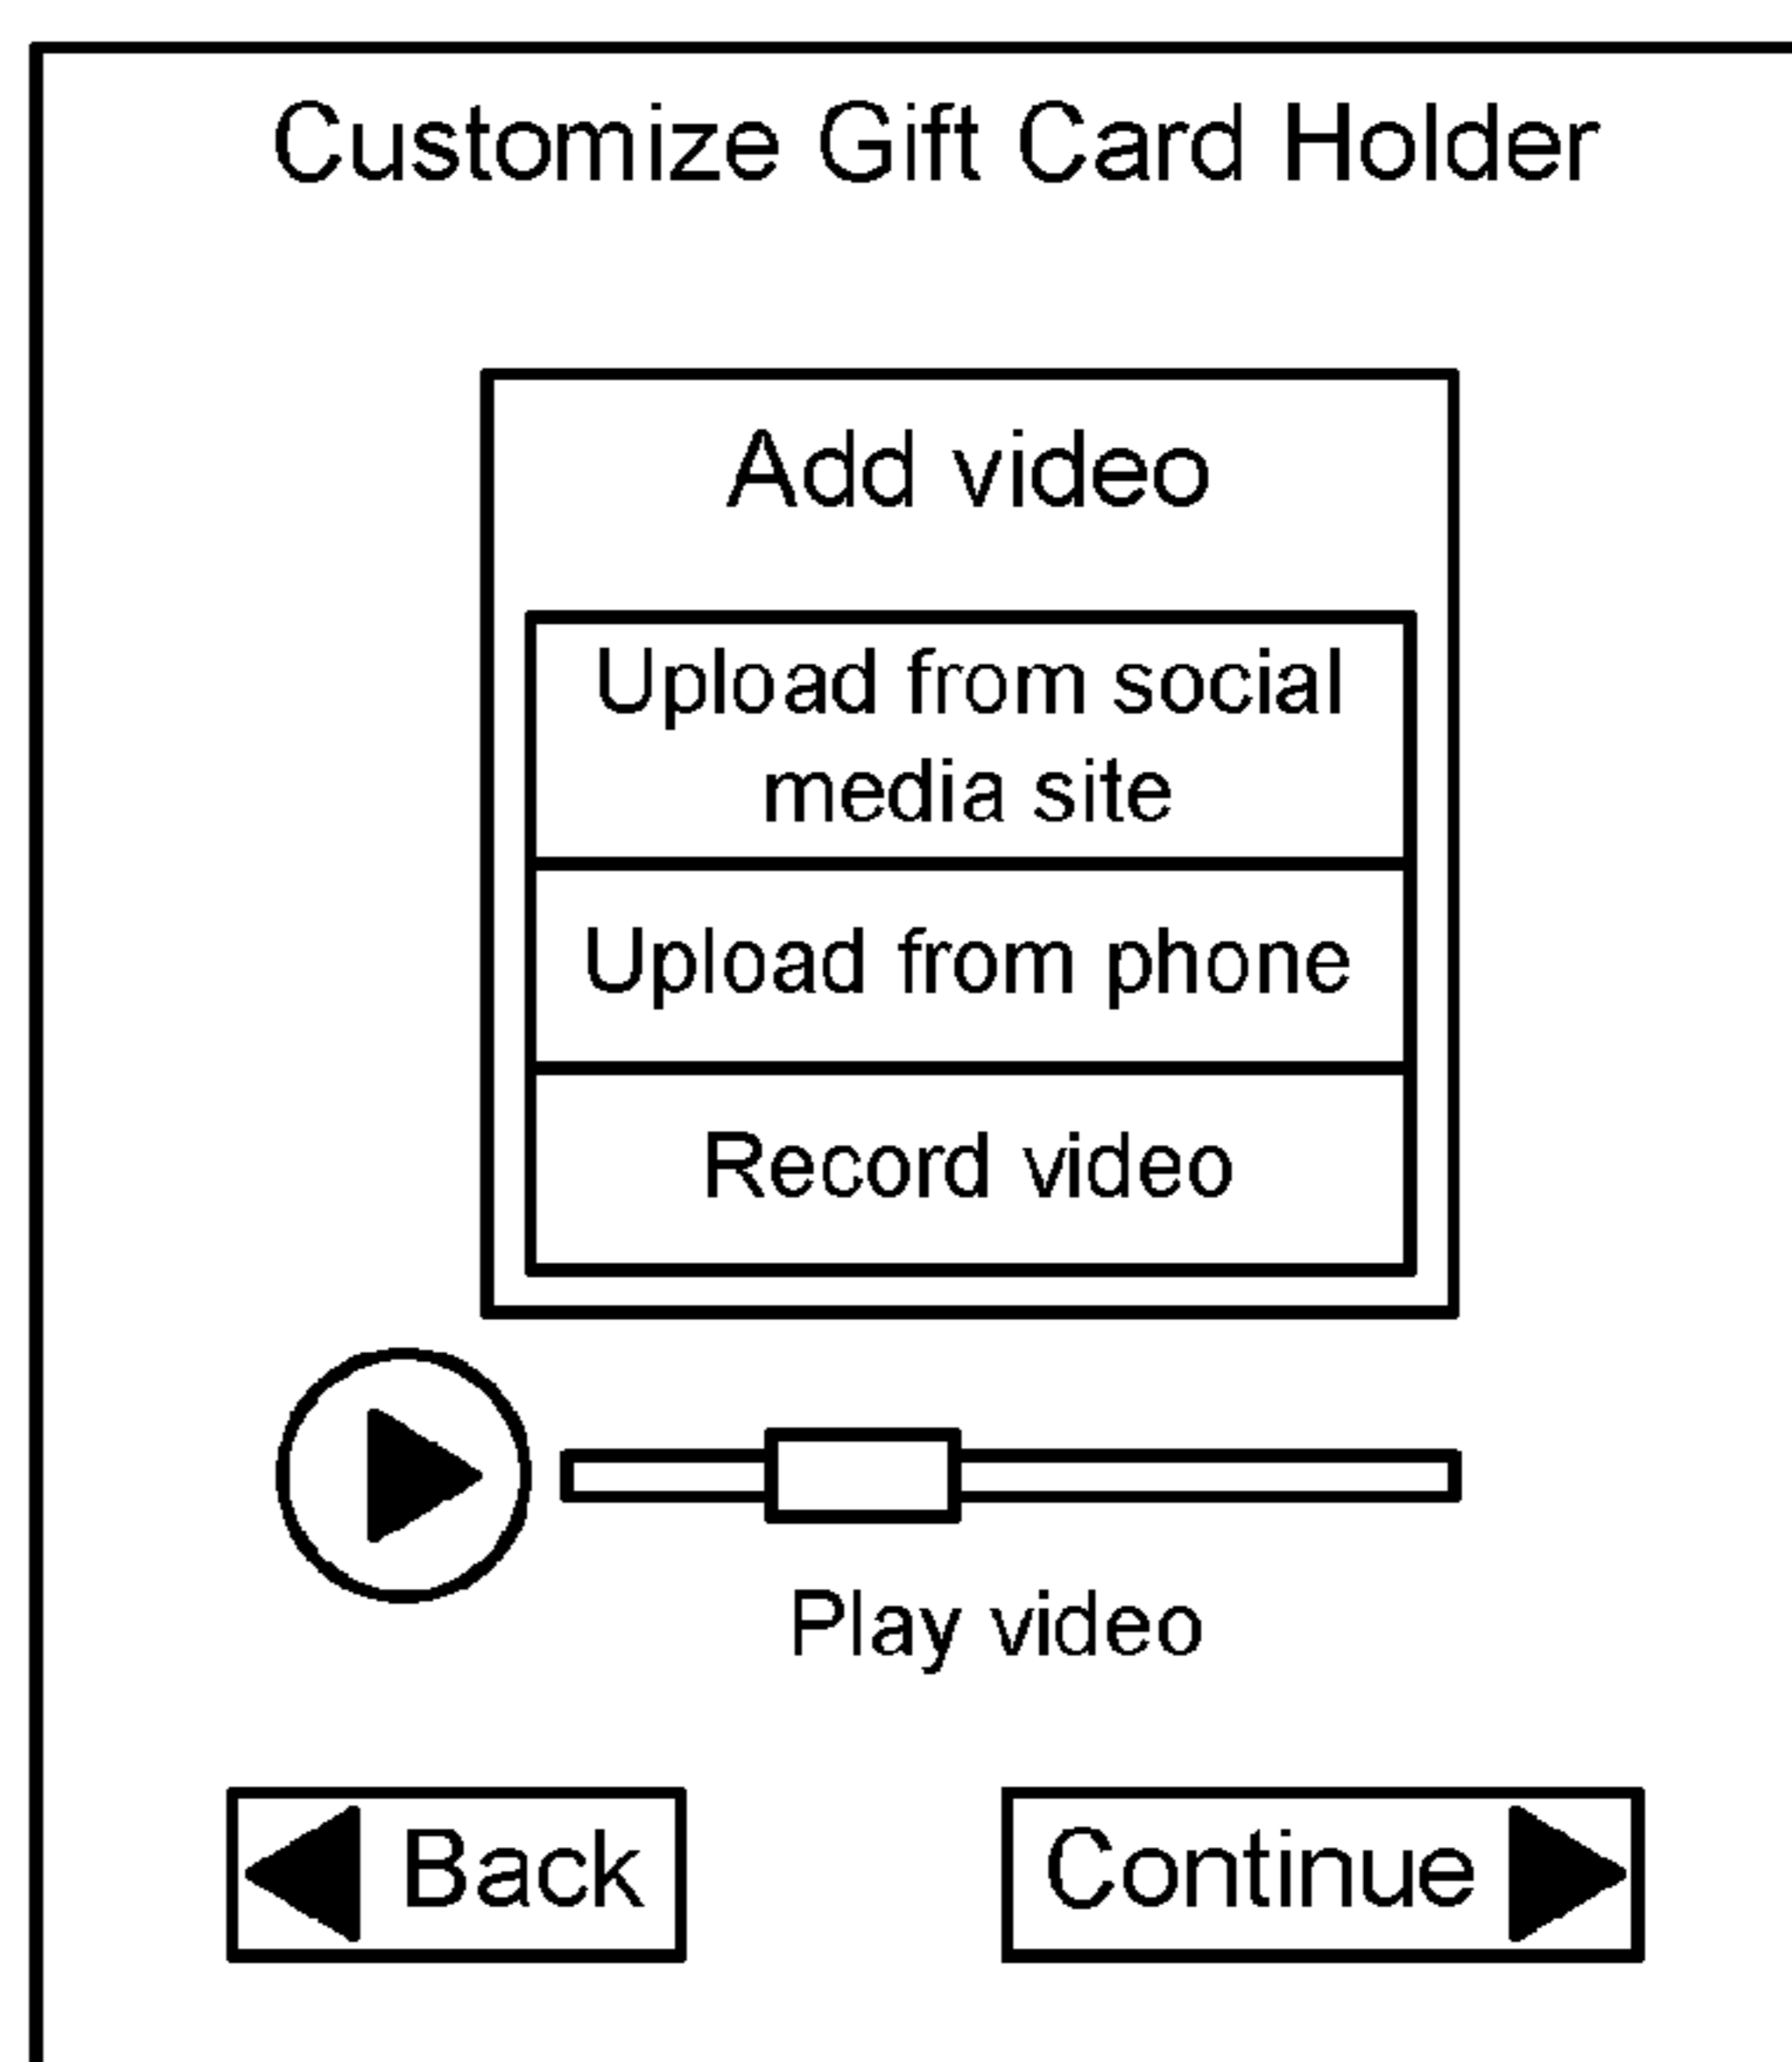 Customize Gift Card Holder
Add video
Upload from social
media site
Upload from phone
Record video
Play video
Back
Continue